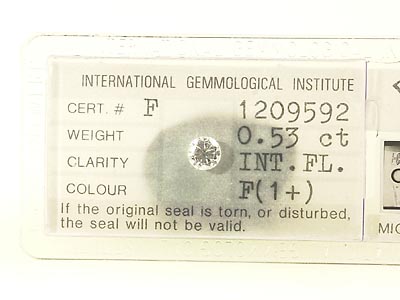 INTERNATIONAL GEMMOLOGICAL INSTITUTE
CERT. # F 1209592
WEIGHT 0.53 ct
CLARITY INT.FL.
COLOUR F(1+)
If the original seal is torn, or disturbed,
the seal will not be valid.
MIC